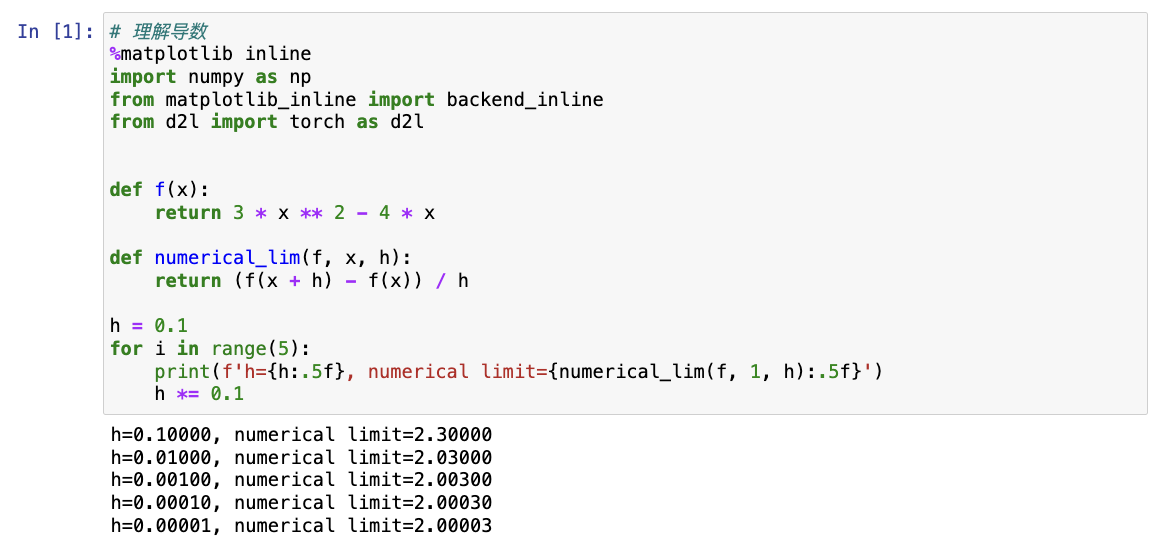 In [1]: # 理解导数
%matplotlib inline
import numpy as np
from matplotlib_inline import backend_inline
from d2l import torch as d2l
def f(x):
    return 3 * x ** 2 - 4 * x
def numerical_lim(f, x, h):
    return (f(x + h) - f(x)) / h
h = 0.1
for i in range(5):
    print(f'h={h:.5f}, numerical limit={numerical_lim(f, 1, h):.5f}')
    h *= 0.1
h=0.10000, numerical limit=2.30000
h=0.01000, numerical limit=2.03000
h=0.00100, numerical limit=2.00300
h=0.00010, numerical limit=2.00030
h=0.00001, numerical limit=2.00003